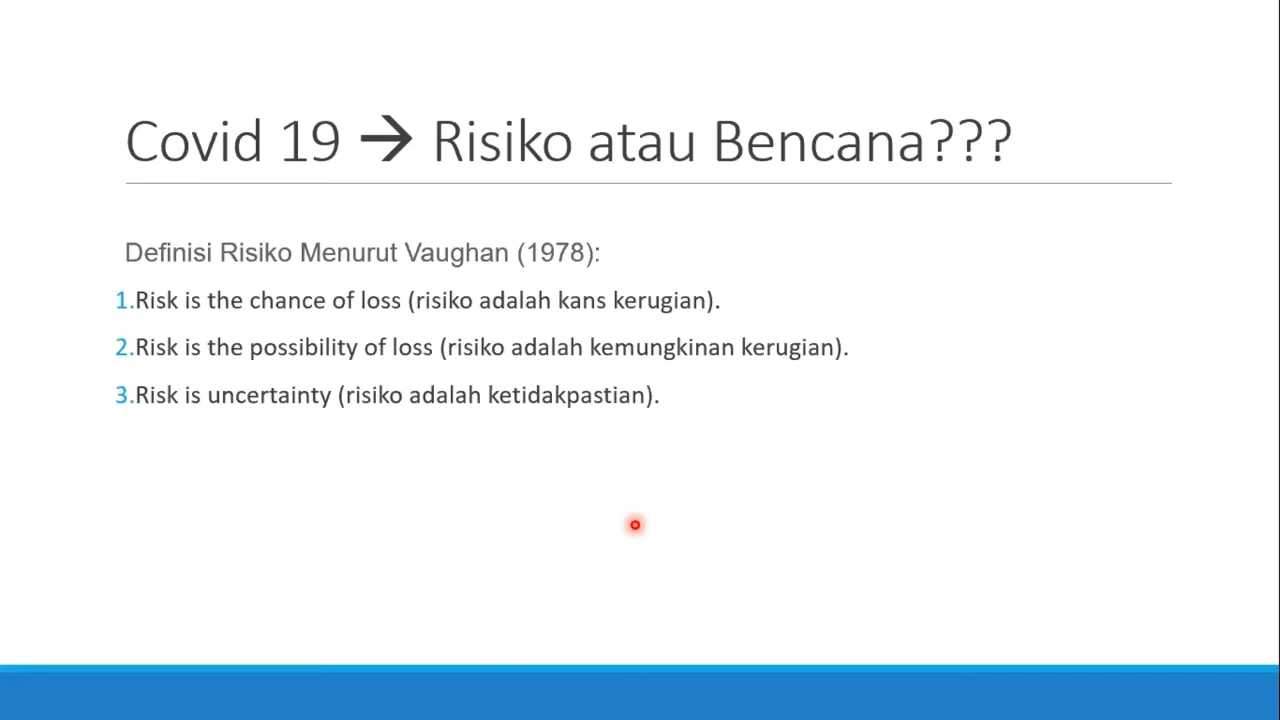 Covid 19 → Risiko atau Bencana???
Definisi Risiko Menurut Vaughan (1978):
1.Risk is the chance of loss (risiko adalah kans kerugian).
2.Risk is the possibility of loss (risiko adalah kemungkinan kerugian).
3.Risk is uncertainty (risiko adalah ketidakpastian).